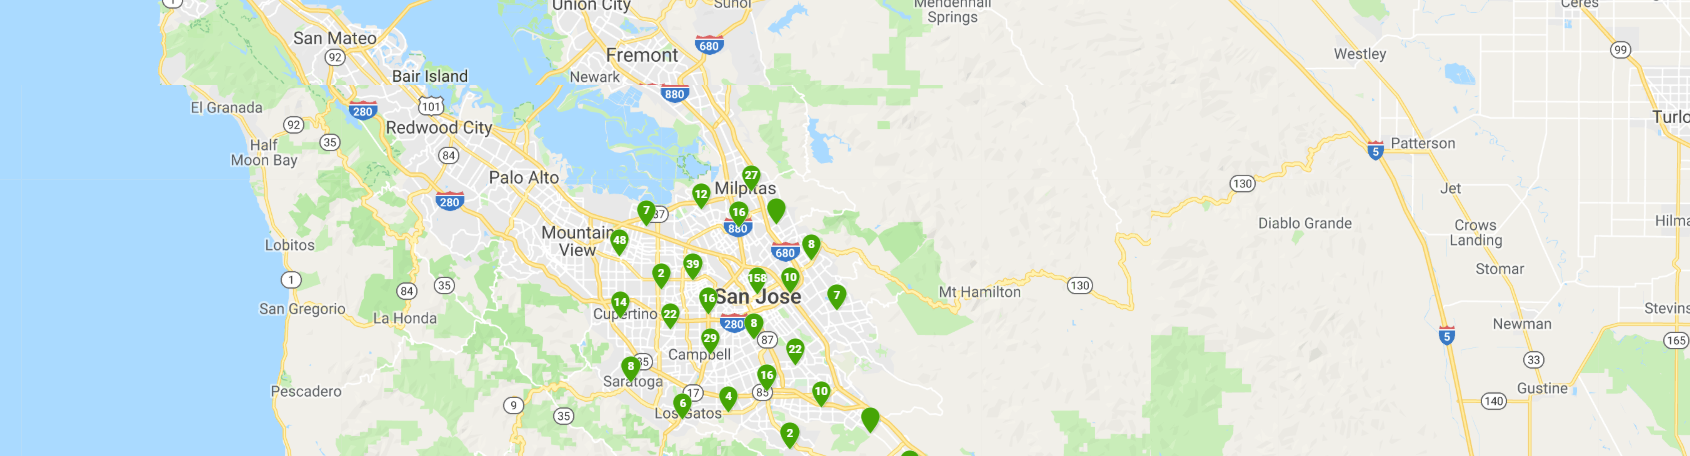 1
Union City
Sunol
Mendenhall
Springs
Ceres
San Mateo
92
680
Fremont
Westley
99
Bair Island
Newark
880
El Granada
280
101
Redwood City
92
35
Half
Moon Bay
84
5
Patterson
Palo Alto
27
Milpitas
12
130
Jet
280
7
16
880
Mountain
View
48
8
680
Diablo Grande
Crows
Landing
Lobitos
39
Stomar
1
2
158
10
84
35
Mt Hamilton
130
San Gregorio
La Honda
14
Cupertino
16
San Jose
7
22
280
8
Newman
5
29
87
165
Campbell
22
33
8
Saratoga
16
85
Gustine
Pescadero
17
4
10
140
9
35
6
Los Gatos
2